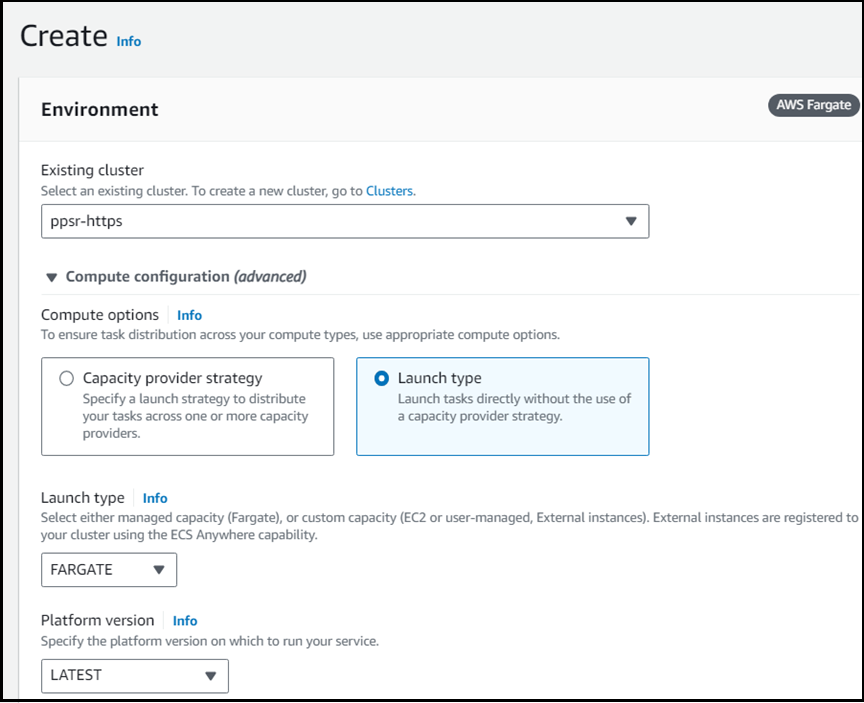 Create Info
Environment
AWS Fargate
Existing cluster
Select an existing cluster. To create a new cluster, go to Clusters.
ppsr-https
Compute configuration (advanced)
Compute options Info
To ensure task distribution across your compute types, use appropriate compute options.
Capacity provider strategy
Specify a launch strategy to distribute
your tasks across one or more capacity
providers.
Launch type
Launch tasks directly without the use of
a capacity provider strategy.
Launch type Info
Select either managed capacity (Fargate), or custom capacity (EC2 or user-managed, External instances). External instances are registered to
your cluster using the ECS Anywhere capability.
FARGATE
Platform version Info
Specify the platform version on which to run your service.
LATEST